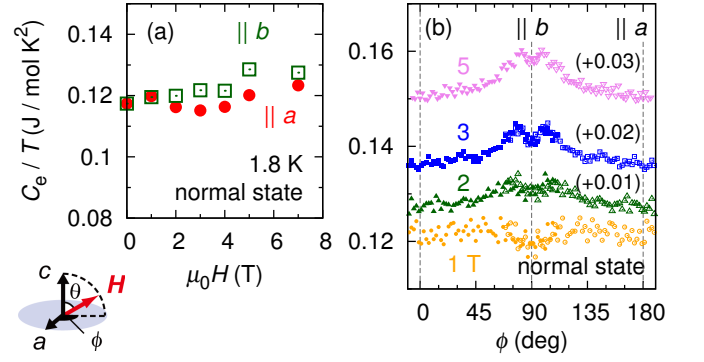 (a)
|| b
|| a
1.8 K
normal state
0.14
0.12
0.1
0.08
0 2 4 6 8
C_e / T (J / mol K²)
μ₀H (T)
c
θ
H
a
ϕ
(b)
|| b
|| a
5
(+0.03)
3
(+0.02)
2
(+0.01)
1 T
normal state
0.16
0.14
0.12
0 45 90 135 180
ϕ (deg)